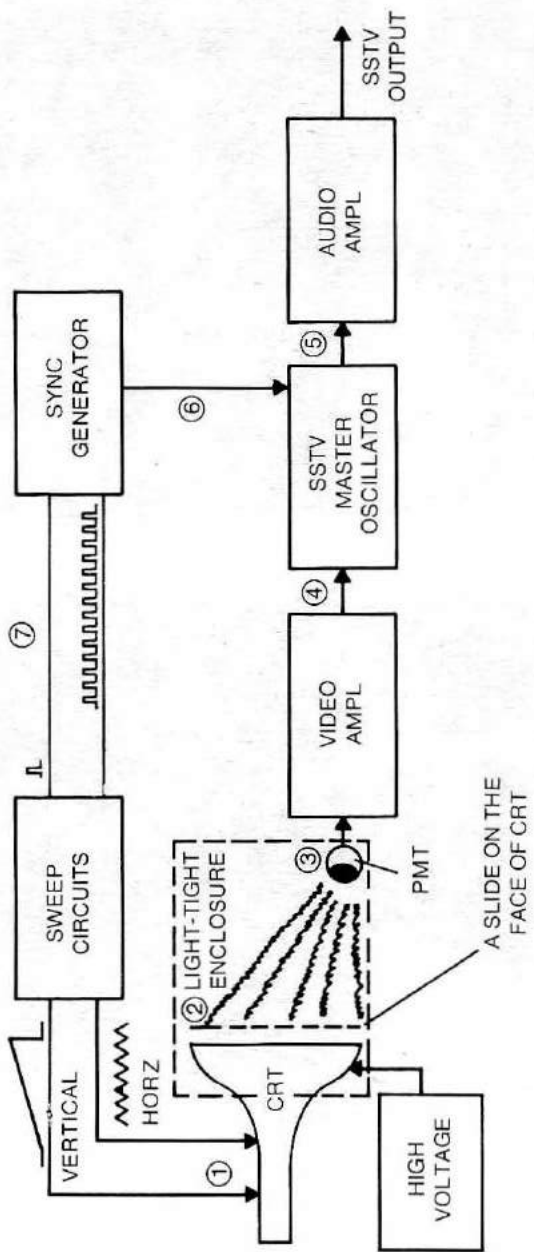 VERTICAL
HORZ
①
SWEEP
CIRCUITS
⑦
SYNC
GENERATOR
⑥
② LIGHT-TIGHT
ENCLOSURE
CRT
③
PMT
HIGH
VOLTAGE
A SLIDE ON THE
FACE OF CRT
VIDEO
AMPL
④
SSTV
MASTER
OSCILLATOR
⑤
AUDIO
AMPL
SSTV
OUTPUT